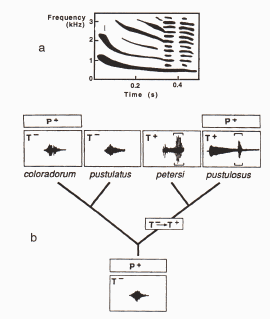 Frequency
(kHz)
3
2
1
0
a
I
0.2 0.4
Time (s)
P+ P+
T− T− T+ T+
coloradorum pustulatus petersi pustulosus
T−→T+
b
P+
T−